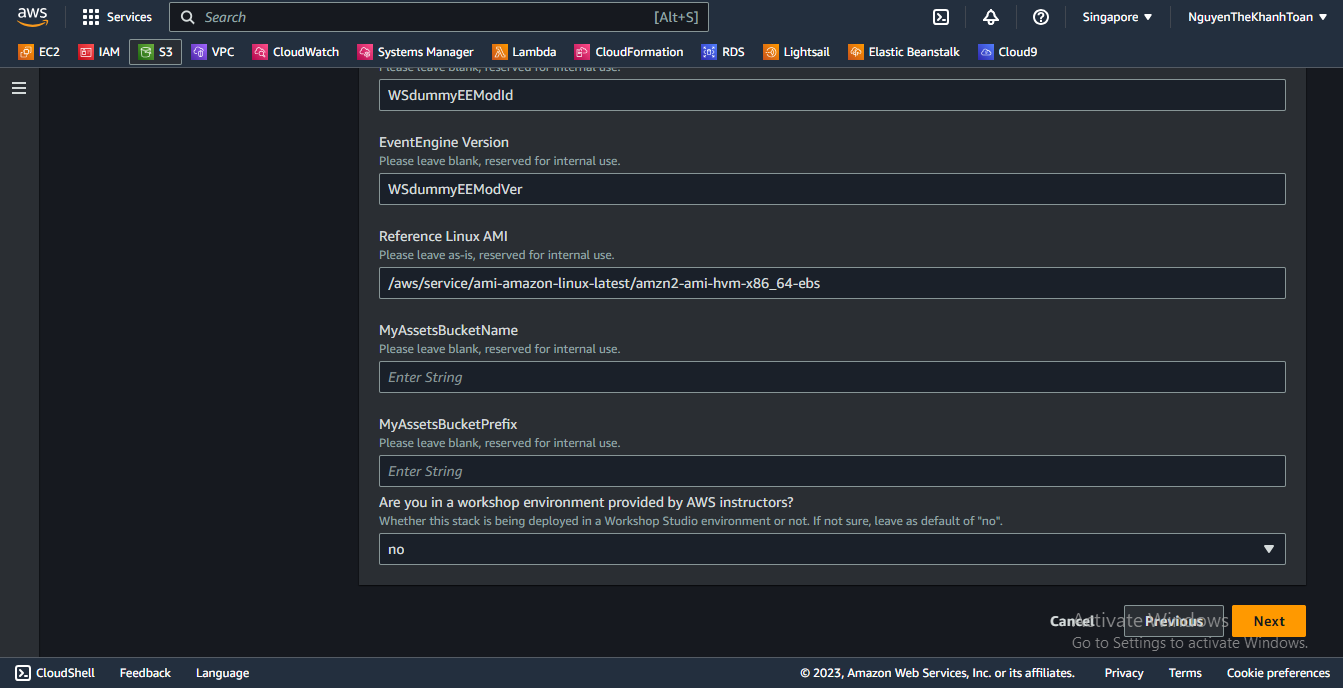 aws
Services
Search
[Alt+S]
Singapore
NguyenTheKhanhToan
EC2
IAM
S3
VPC
CloudWatch
Systems Manager
Lambda
CloudFormation
RDS
Lightsail
Elastic Beanstalk
Cloud9
Please leave blank, reserved for internal use.
WSdummyEEModId
EventEngine Version
Please leave blank, reserved for internal use.
WSdummyEEModVer
Reference Linux AMI
Please leave as-is, reserved for internal use.
/aws/service/ami-amazon-linux-latest/amzn2-ami-hvm-x86_64-ebs
MyAssetsBucketName
Please leave blank, reserved for internal use.
Enter String
MyAssetsBucketPrefix
Please leave blank, reserved for internal use.
Enter String
Are you in a workshop environment provided by AWS instructors?
Whether this stack is being deployed in a Workshop Studio environment or not. If not sure, leave as default of "no".
no
Cancel
Previous
Next
Activate Windows
Go to Settings to activate Windows.
CloudShell
Feedback
Language
© 2023, Amazon Web Services, Inc. or its affiliates.
Privacy
Terms
Cookie preferences